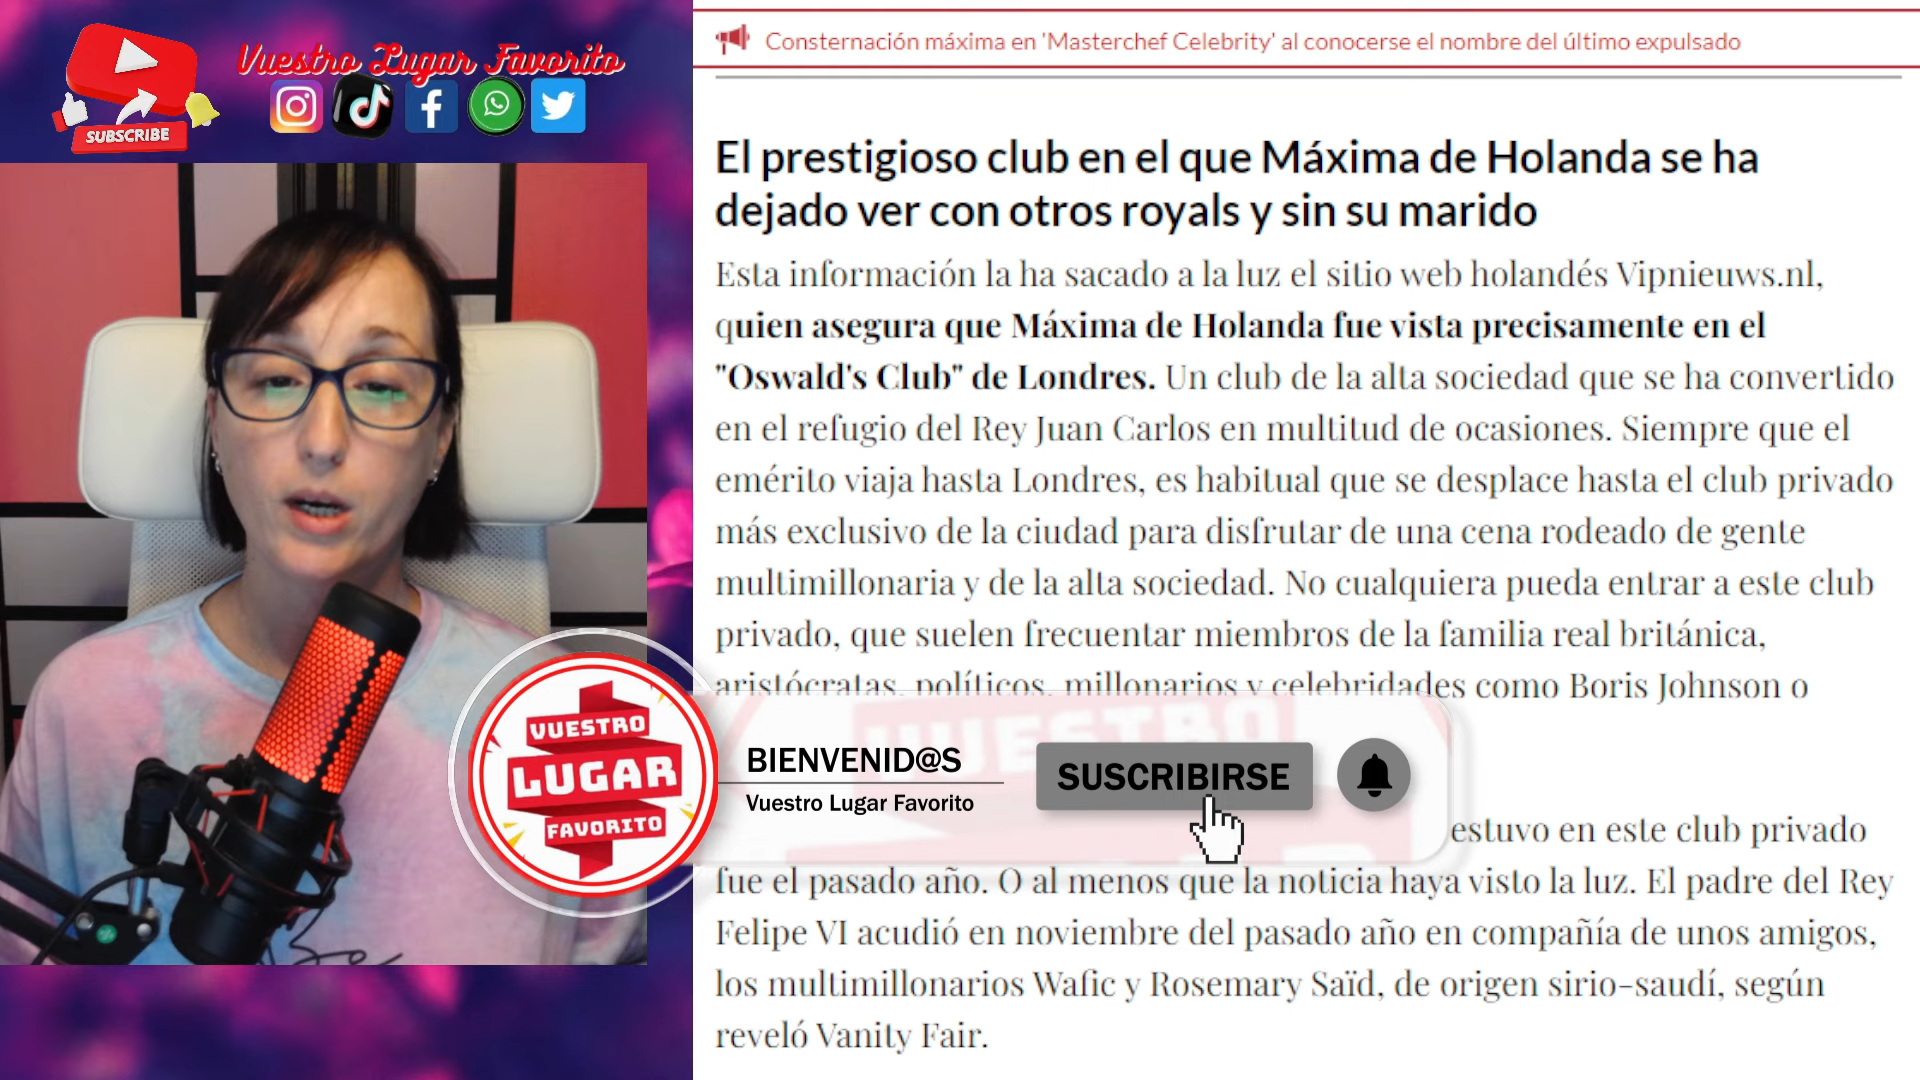 Vuestro Lugar Favorito
SUBSCRIBE
Consternación máxima en 'Masterchef Celebrity' al conocerse el nombre del último expulsado
El prestigioso club en el que Máxima de Holanda se ha
dejado ver con otros royals y sin su marido
Esta información la ha sacado a la luz el sitio web holandés Vipnieuws.nl,
quien asegura que Máxima de Holanda fue vista precisamente en el
"Oswald's Club" de Londres. Un club de la alta sociedad que se ha convertido
en el refugio del Rey Juan Carlos en multitud de ocasiones. Siempre que el
emérito viaja hasta Londres, es habitual que se desplace hasta el club privado
más exclusivo de la ciudad para disfrutar de una cena rodeado de gente
multimillonaria y de la alta sociedad. No cualquiera pueda entrar a este club
privado, que suelen frecuentar miembros de la familia real británica,
aristócratas, políticos, millonarios y celebridades como Boris Johnson o
VUESTRO
VUESTRO
LUGAR
FAVORITO
BIENVENID@S
Vuestro Lugar Favorito
SUSCRIBIRSE
estuvo en este club privado
fue el pasado año. O al menos que la noticia haya visto la luz. El padre del Rey
Felipe VI acudió en noviembre del pasado año en compañía de unos amigos,
los multimillonarios Wafic y Rosemary Saïd, de origen sirio-saudí, según
reveló Vanity Fair.